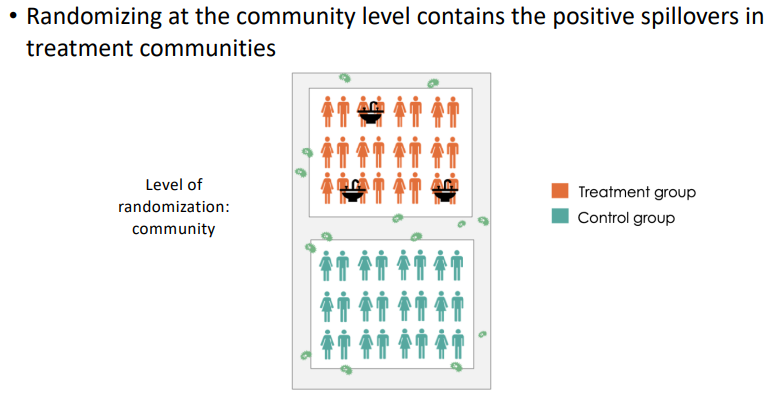 • Randomizing at the community level contains the positive spillovers in
treatment communities
Level of
randomization:
community
Treatment group
Control group